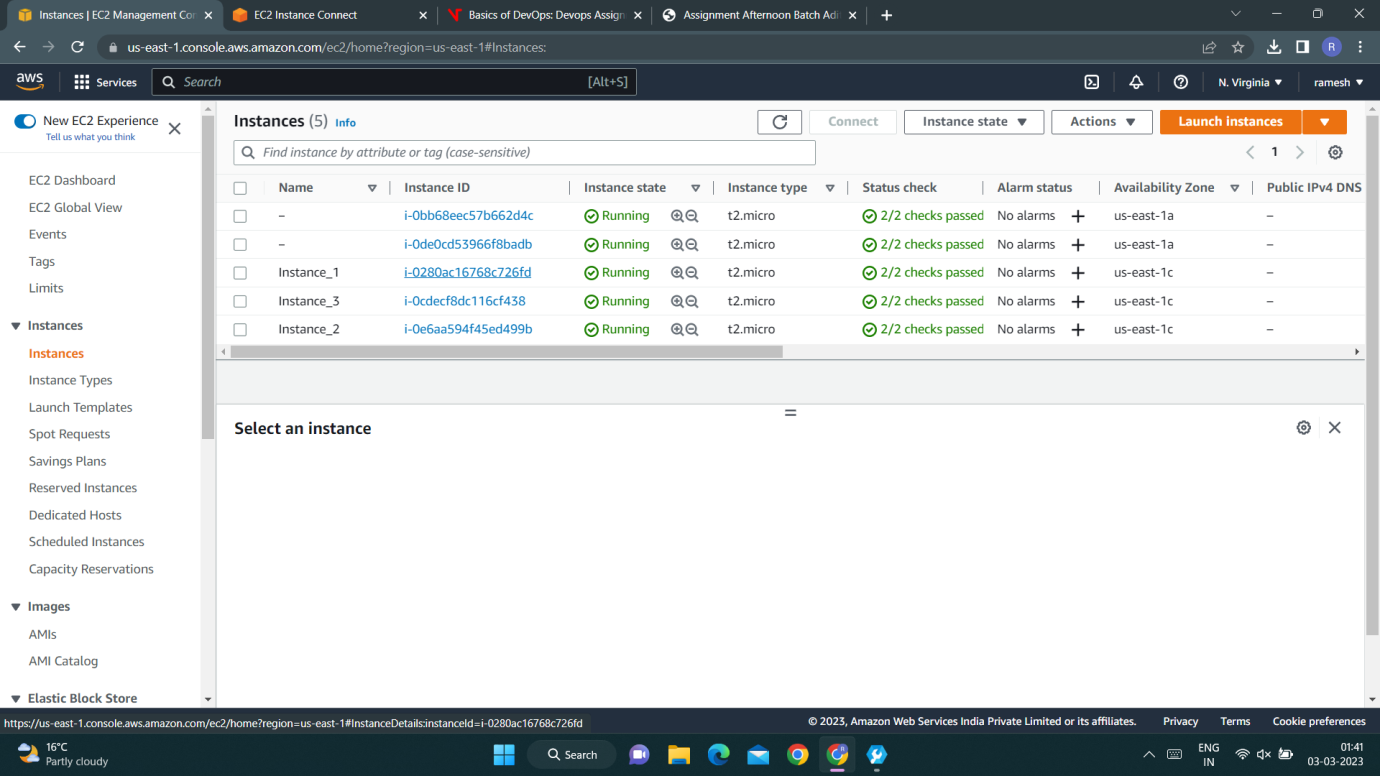 Instances | EC2 Management Con
EC2 Instance Connect
Basics of DevOps: Devops Assign
Assignment Afternoon Batch Adi
us-east-1.console.aws.amazon.com/ec2/home?region=us-east-1#Instances:
R
aws
Services
Search
[Alt+S]
N. Virginia
ramesh
New EC2 Experience
Tell us what you think
EC2 Dashboard
EC2 Global View
Events
Tags
Limits
Instances
Instances
Instance Types
Launch Templates
Spot Requests
Savings Plans
Reserved Instances
Dedicated Hosts
Scheduled Instances
Capacity Reservations
Images
AMIs
AMI Catalog
Elastic Block Store
Instances (5) Info
Connect
Instance state
Actions
Launch instances
Find instance by attribute or tag (case-sensitive)
1
Name Instance ID Instance state Instance type Status check Alarm status Availability Zone Public IPv4 DNS
– i-0bb68eec57b662d4c Running t2.micro 2/2 checks passed No alarms + us-east-1a –
– i-0de0cd53966f8badb Running t2.micro 2/2 checks passed No alarms + us-east-1a –
Instance_1 i-0280ac16768c726fd Running t2.micro 2/2 checks passed No alarms + us-east-1c –
Instance_3 i-0cdecf8dc116cf438 Running t2.micro 2/2 checks passed No alarms + us-east-1c –
Instance_2 i-0e6aa594f45ed499b Running t2.micro 2/2 checks passed No alarms + us-east-1c –
Select an instance
https://us-east-1.console.aws.amazon.com/ec2/home?region=us-east-1#InstanceDetails:instanceId=i-0280ac16768c726fd
© 2023, Amazon Web Services India Private Limited or its affiliates. Privacy Terms Cookie preferences
16°C
Partly cloudy
Search
ENG
IN
01:41
03-03-2023